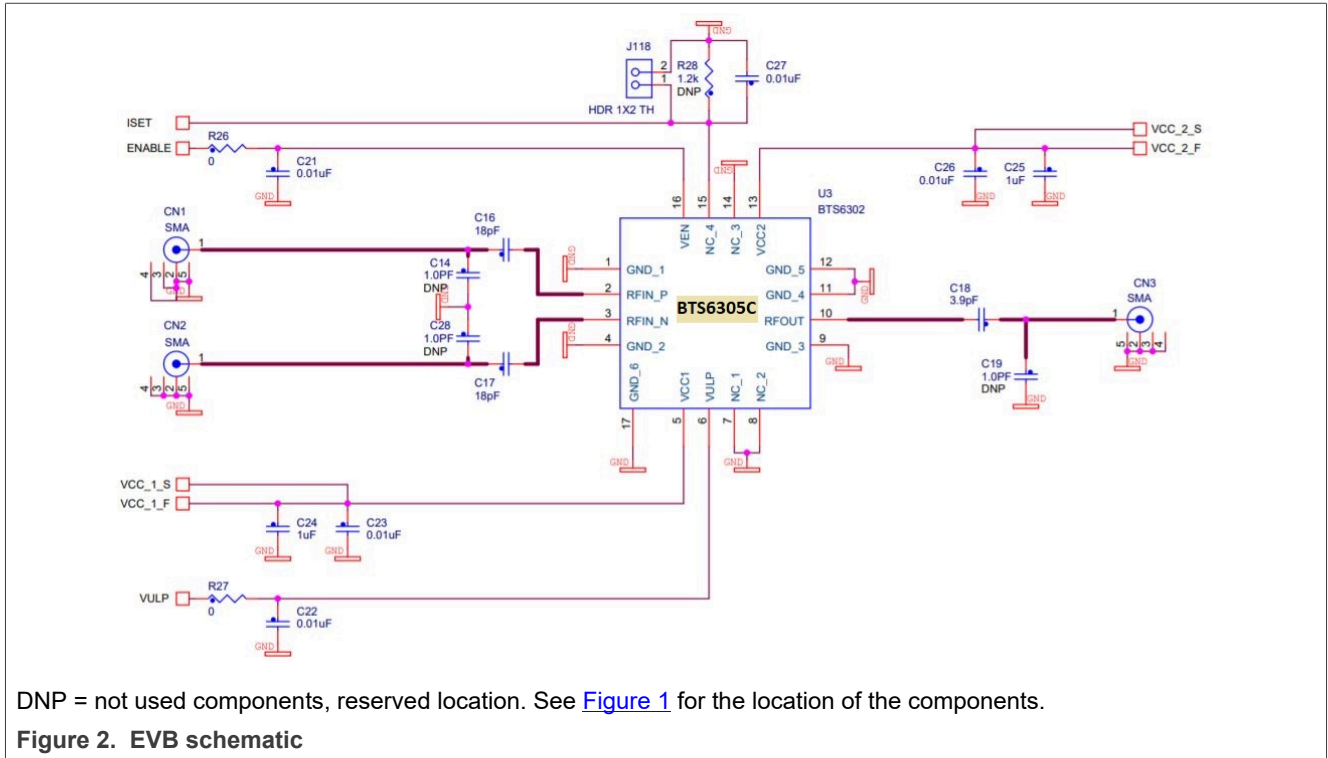 GND
J118
2
1
HDR 1X2 TH
R28
1.2k
DNP
C27
0.01uF
ISET
ENABLE
R26
0
C21
0.01uF
GND
VCC_2_S
VCC_2_F
C26
0.01uF
GND
C25
1uF
GND
GND
U3
BTS6302
16
15
14
13
VEN
NC_4
NC_3
VCC2
CN1
SMA
1
4
3
2
5
GND
C16
18pF
C14
1.0PF
DNP
GND
C28
1.0PF
DNP
CN2
SMA
1
4
3
2
5
GND
C17
18pF
GND
1
GND_1
2
RFIN_P
3
RFIN_N
4
GND_2
GND
BTS6305C
GND_5
12
GND_4
11
GND
RFOUT
10
GND_3
9
GND
C18
3.9pF
CN3
SMA
1
5
2
3
4
GND
C19
1.0PF
DNP
GND
GND_6
VCC1
VULP
NC_1
NC_2
17
5
6
7
8
GND
GND
VCC_1_S
VCC_1_F
C24
1uF
GND
C23
0.01uF
GND
VULP
R27
0
C22
0.01uF
GND
DNP = not used components, reserved location. See Figure 1 for the location of the components.
Figure 2. EVB schematic